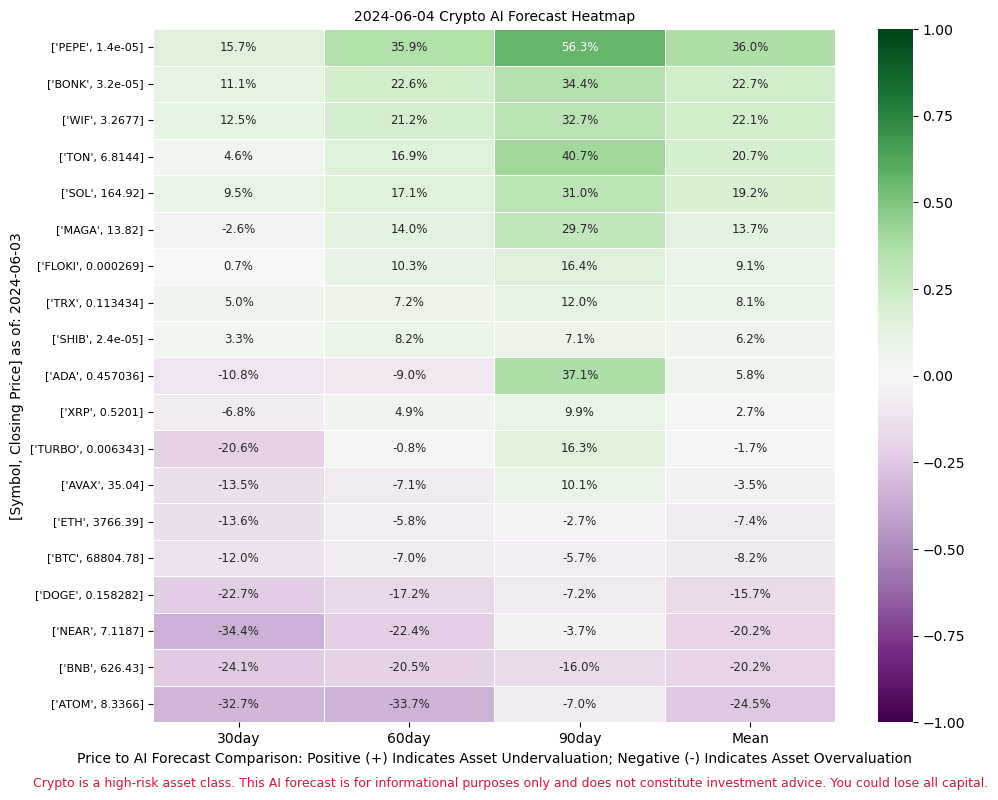 2024-06-04 Crypto AI Forecast Heatmap
['PEPE', 1.4e-05] 15.7% 35.9% 56.3% 36.0%
['BONK', 3.2e-05] 11.1% 22.6% 34.4% 22.7%
['WIF', 3.2677] 12.5% 21.2% 32.7% 22.1%
['TON', 6.8144] 4.6% 16.9% 40.7% 20.7%
['SOL', 164.92] 9.5% 17.1% 31.0% 19.2%
['MAGA', 13.82] -2.6% 14.0% 29.7% 13.7%
['FLOKI', 0.000269] 0.7% 10.3% 16.4% 9.1%
['TRX', 0.113434] 5.0% 7.2% 12.0% 8.1%
['SHIB', 2.4e-05] 3.3% 8.2% 7.1% 6.2%
['ADA', 0.457036] -10.8% -9.0% 37.1% 5.8%
['XRP', 0.5201] -6.8% 4.9% 9.9% 2.7%
['TURBO', 0.006343] -20.6% -0.8% 16.3% -1.7%
['AVAX', 35.04] -13.5% -7.1% 10.1% -3.5%
['ETH', 3766.39] -13.6% -5.8% -2.7% -7.4%
['BTC', 68804.78] -12.0% -7.0% -5.7% -8.2%
['DOGE', 0.158282] -22.7% -17.2% -7.2% -15.7%
['NEAR', 7.1187] -34.4% -22.4% -3.7% -20.2%
['BNB', 626.43] -24.1% -20.5% -16.0% -20.2%
['ATOM', 8.3366] -32.7% -33.7% -7.0% -24.5%
30day 60day 90day Mean
[Symbol, Closing Price] as of: 2024-06-03
1.00
0.75
0.50
0.25
0.00
−0.25
−0.50
−0.75
−1.00
Price to AI Forecast Comparison: Positive (+) Indicates Asset Undervaluation; Negative (-) Indicates Asset Overvaluation
Crypto is a high-risk asset class. This AI forecast is for informational purposes only and does not constitute investment advice. You could lose all capital.